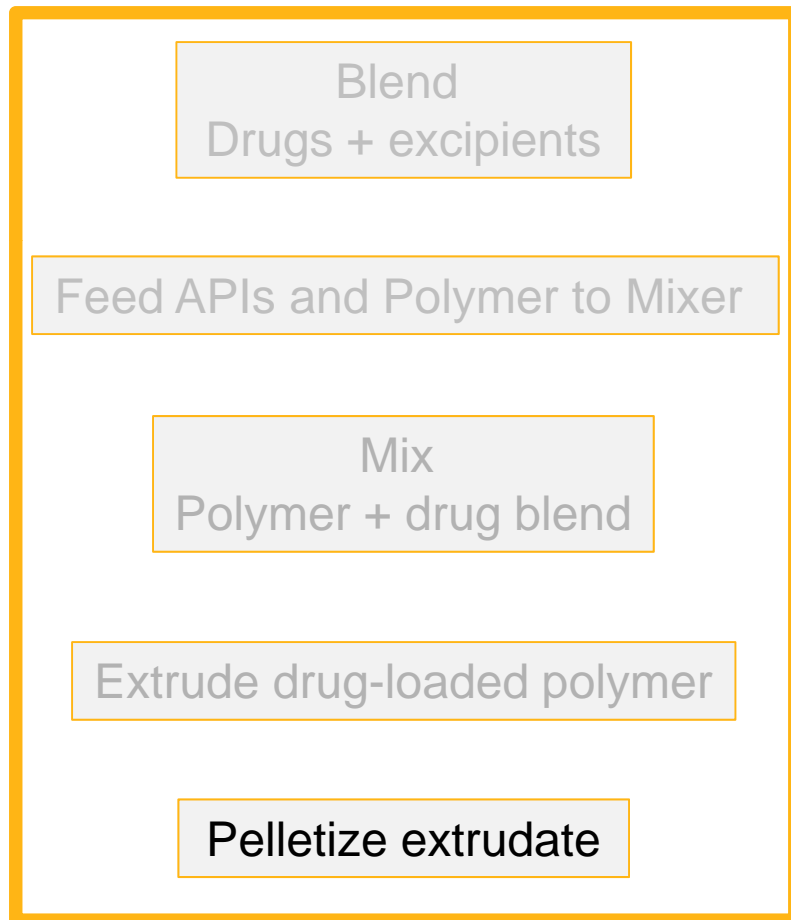 Blend
Drugs + excipients
Feed APIs and Polymer to Mixer
Mix
Polymer + drug blend
Extrude drug-loaded polymer
Pelletize extrudate